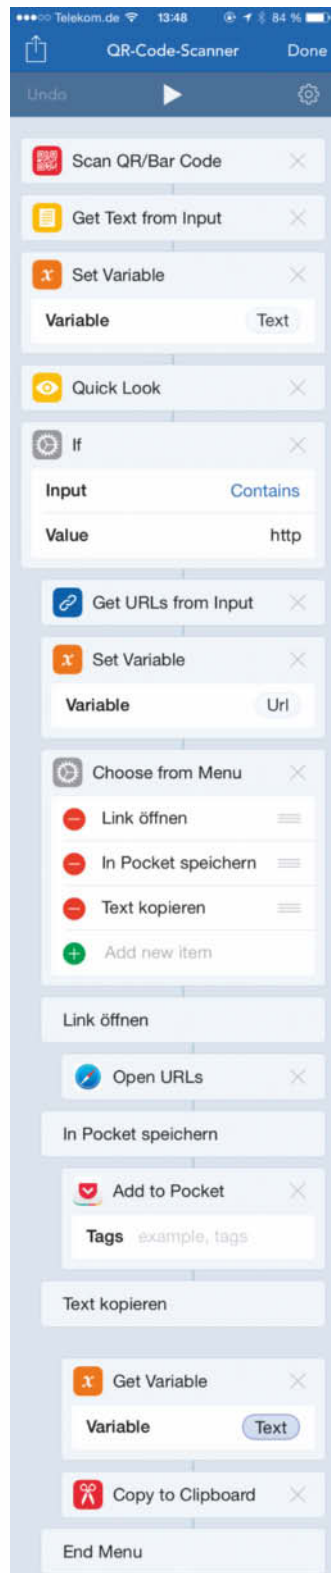 Telekom.de 13:48 84 %
QR-Code-Scanner Done
Undo
Scan QR/Bar Code
Get Text from Input
Set Variable
Variable Text
Quick Look
If
Input Contains
Value http
Get URLs from Input
Set Variable
Variable Url
Choose from Menu
Link öffnen
In Pocket speichern
Text kopieren
Add new item
Link öffnen
Open URLs
In Pocket speichern
Add to Pocket
Tags example, tags
Text kopieren
Get Variable
Variable Text
Copy to Clipboard
End Menu